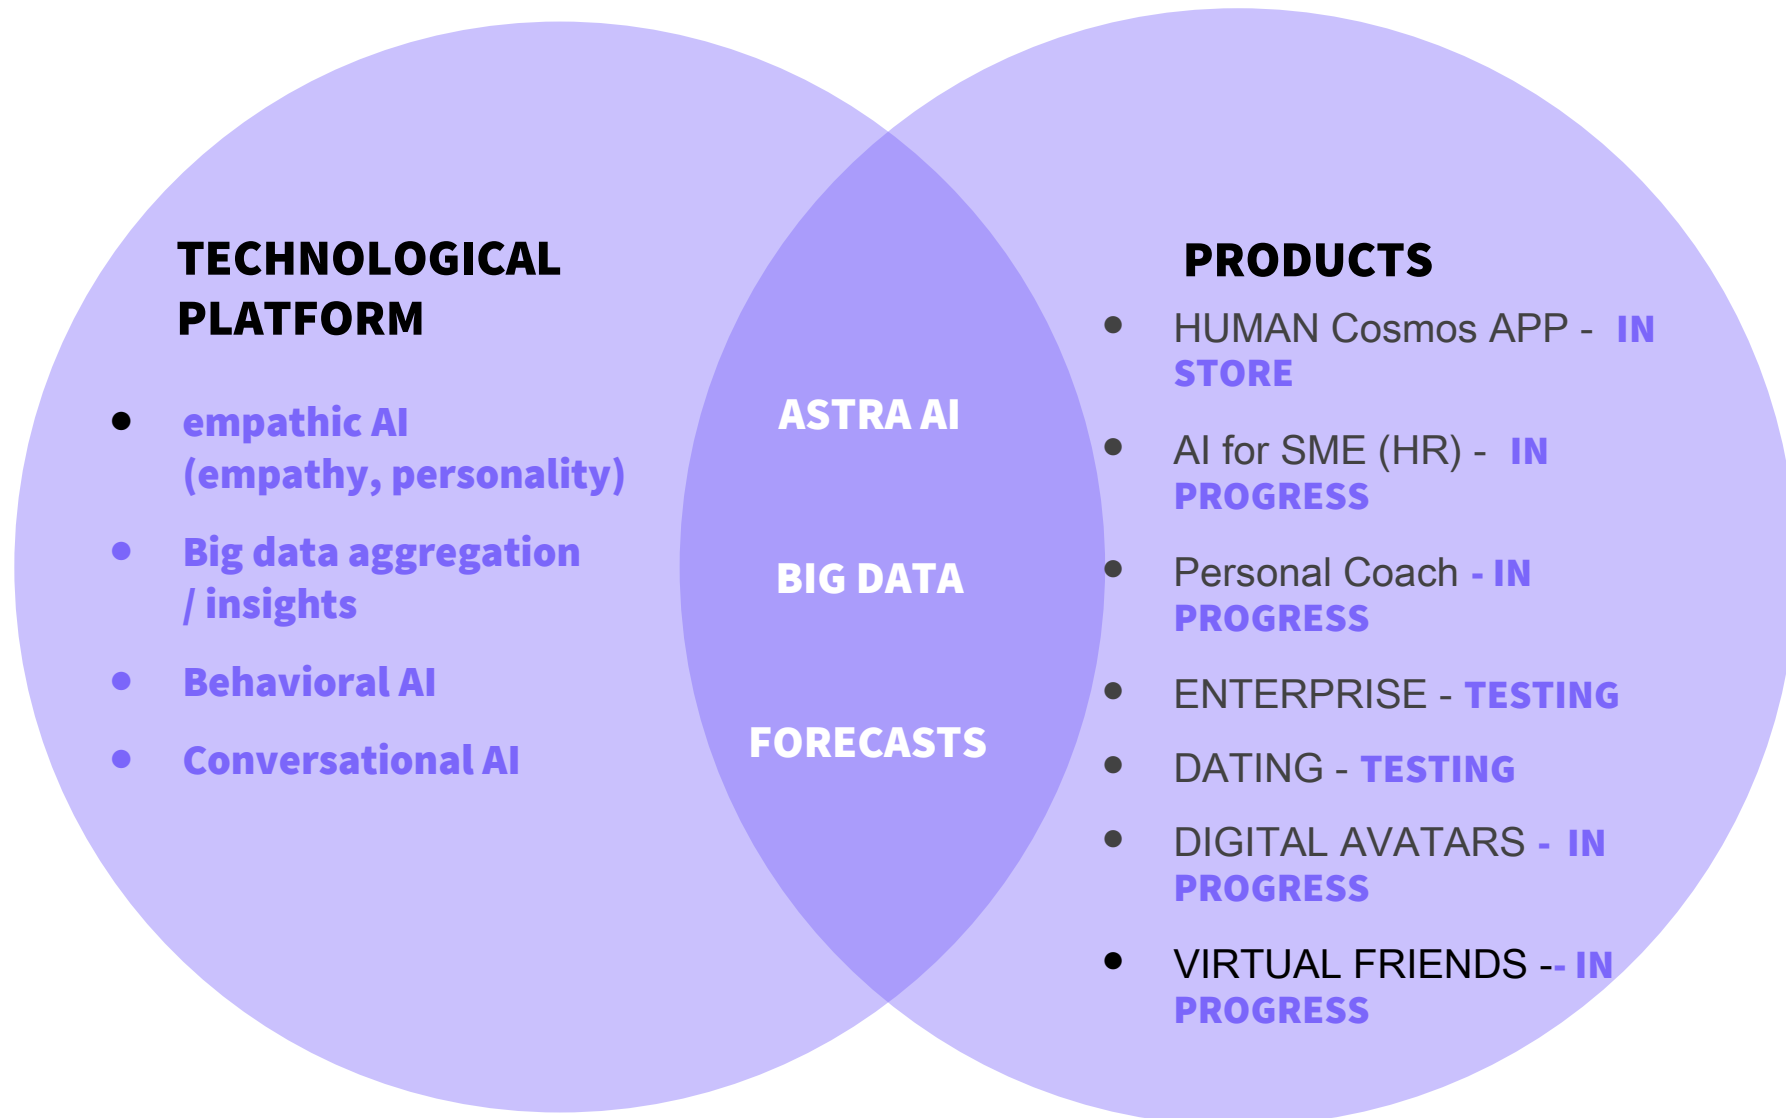 TECHNOLOGICAL
PLATFORM
• empathic AI
(empathy, personality)
• Big data aggregation
/ insights
• Behavioral AI
• Conversational AI
ASTRA AI
BIG DATA
FORECASTS
PRODUCTS
• HUMAN Cosmos APP - IN
STORE
• AI for SME (HR) - IN
PROGRESS
• Personal Coach - IN
PROGRESS
• ENTERPRISE - TESTING
• DATING - TESTING
• DIGITAL AVATARS - IN
PROGRESS
• VIRTUAL FRIENDS -- IN
PROGRESS